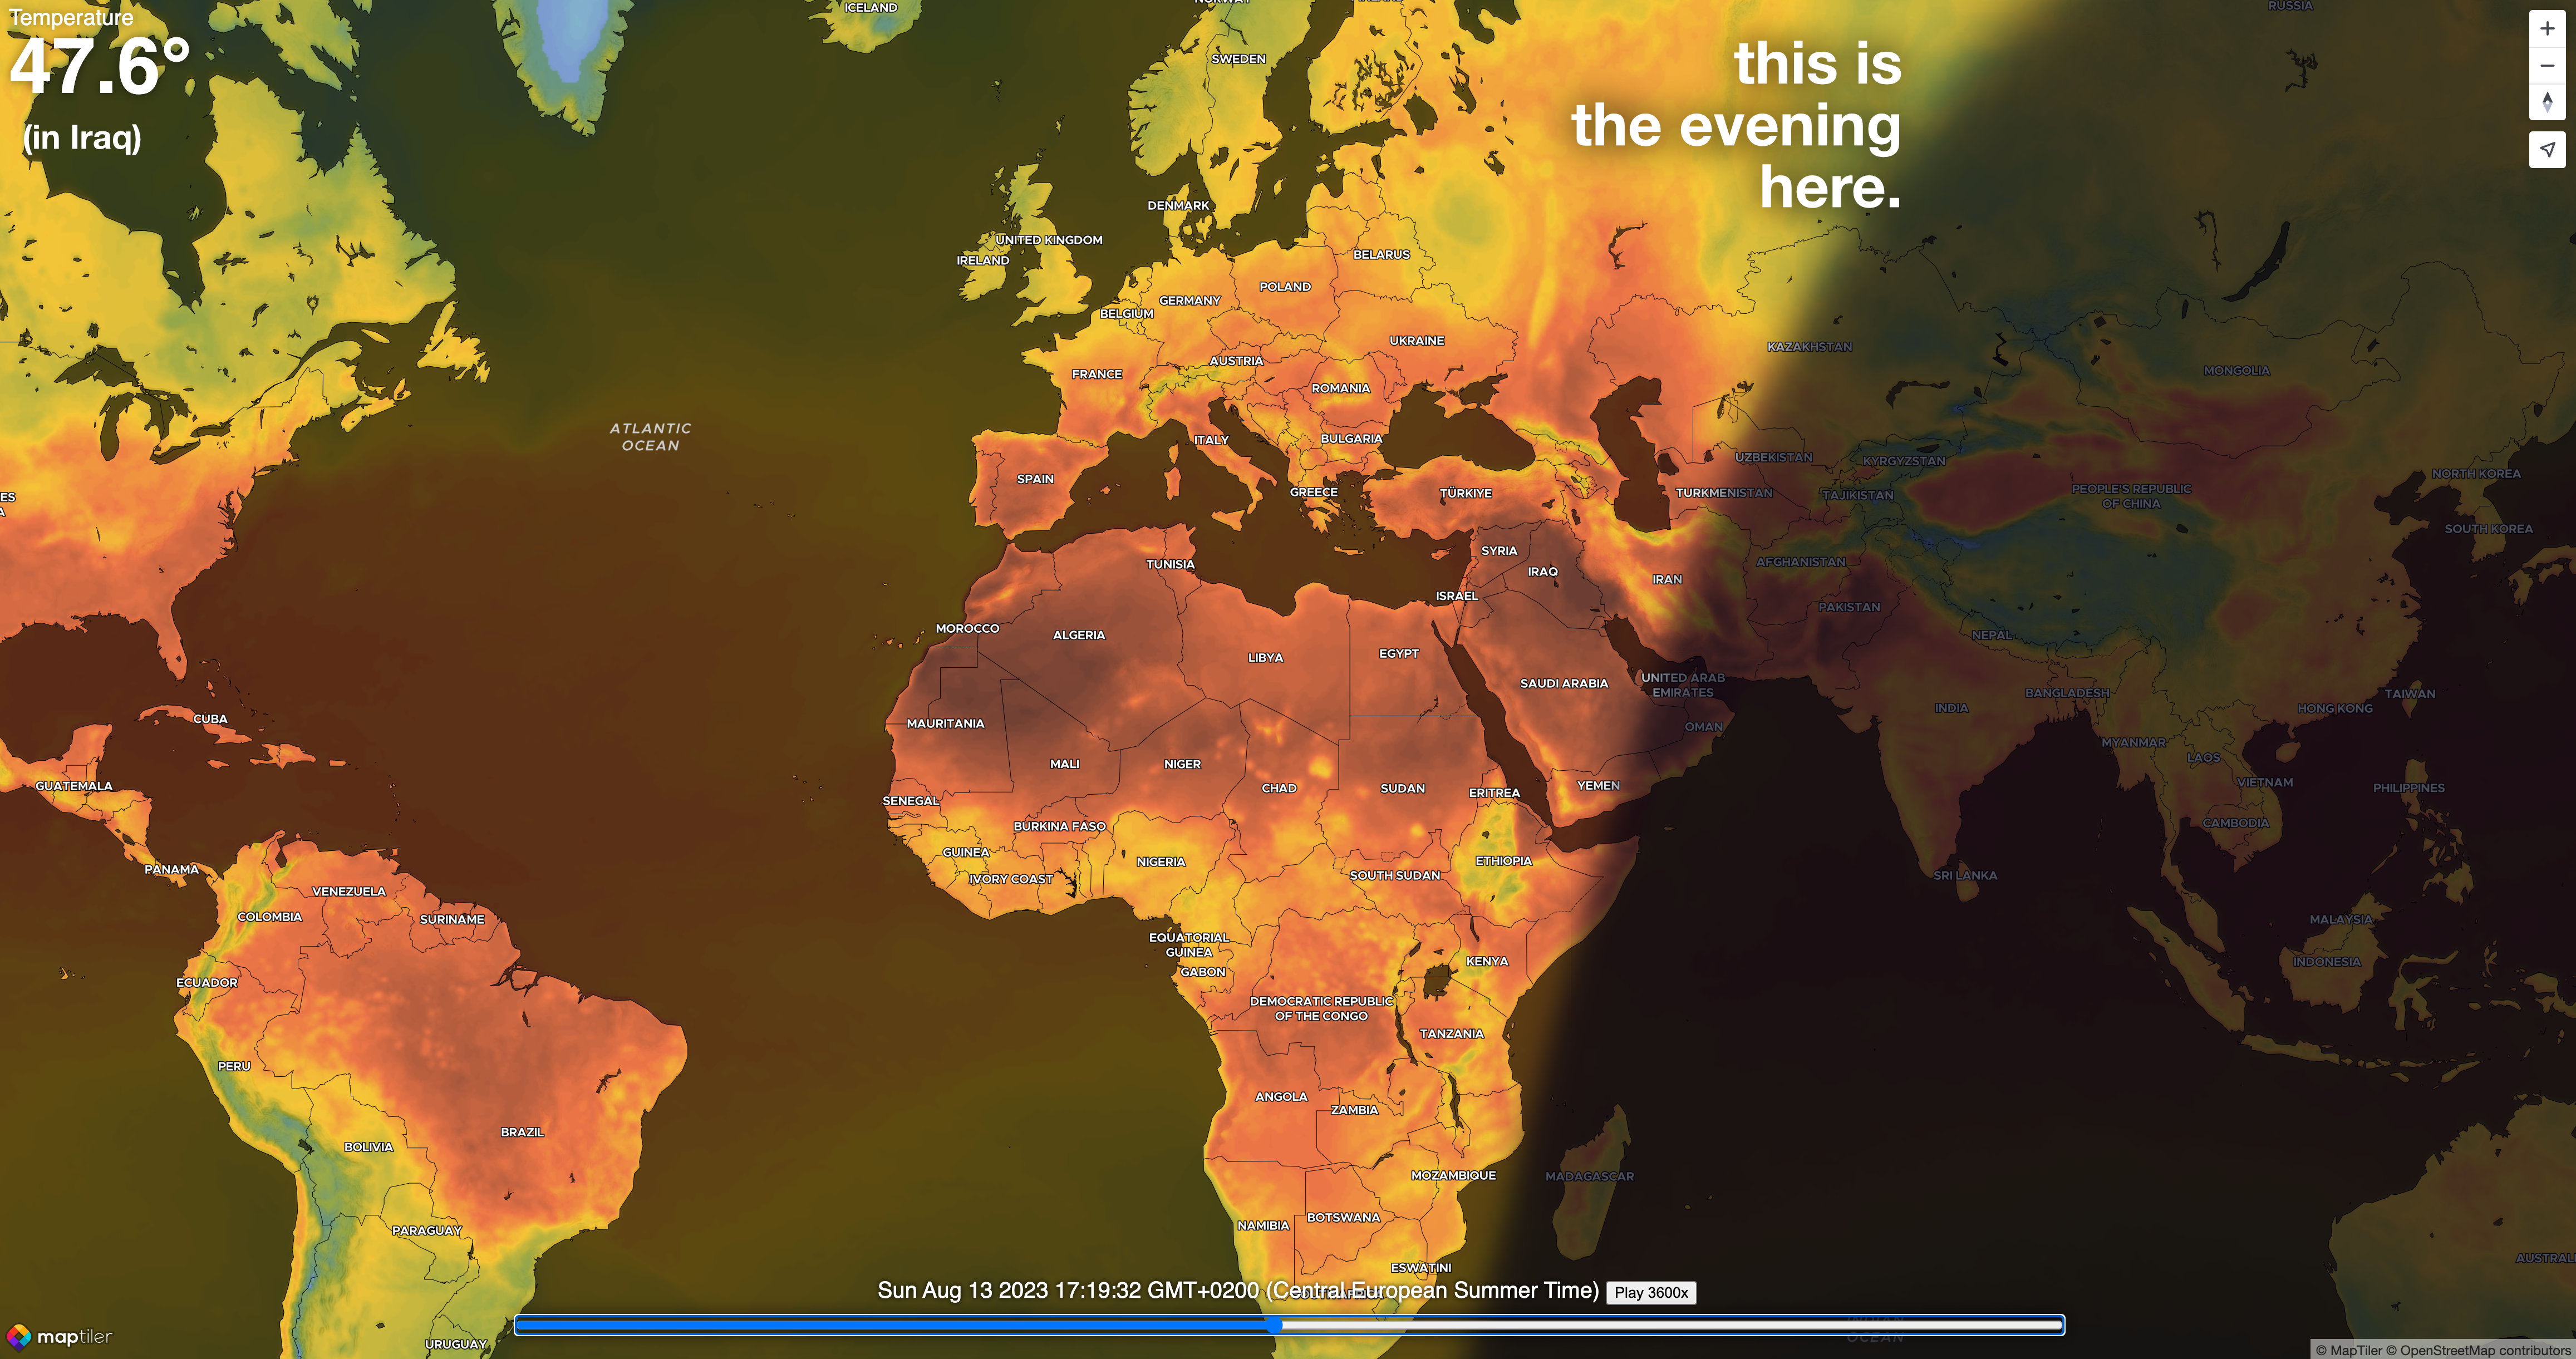 Temperature
47.6°
(in Iraq)
this is
the evening
here.
ICELAND
NORWAY
SWEDEN
RUSSIA
DENMARK
UNITED KINGDOM
IRELAND
BELARUS
POLAND
GERMANY
BELGIUM
UKRAINE
AUSTRIA
FRANCE
ROMANIA
KAZAKHSTAN
MONGOLIA
ATLANTIC
OCEAN
ITALY
BULGARIA
UZBEKISTAN
KYRGYZSTAN
NORTH KOREA
SPAIN
GREECE
TÜRKIYE
TURKMENISTAN
TAJIKISTAN
PEOPLE'S REPUBLIC
OF CHINA
SOUTH KOREA
ES
A
TUNISIA
SYRIA
IRAQ
ISRAEL
IRAN
AFGHANISTAN
PAKISTAN
NEPAL
MOROCCO
ALGERIA
LIBYA
EGYPT
SAUDI ARABIA
UNITED ARAB
EMIRATES
BANGLADESH
TAIWAN
CUBA
MAURITANIA
OMAN
INDIA
HONG KONG
MYANMAR
LAOS
GUATEMALA
MALI
NIGER
CHAD
SUDAN
ERITREA
YEMEN
VIETNAM
PHILIPPINES
SENEGAL
BURKINA FASO
CAMBODIA
PANAMA
GUINEA
NIGERIA
ETHIOPIA
IVORY COAST
SOUTH SUDAN
SRI LANKA
VENEZUELA
COLOMBIA
SURINAME
MALAYSIA
EQUATORIAL
GUINEA
GABON
KENYA
INDONESIA
ECUADOR
DEMOCRATIC REPUBLIC
OF THE CONGO
TANZANIA
PERU
ANGOLA
ZAMBIA
BRAZIL
BOLIVIA
MOZAMBIQUE
MADAGASCAR
PARAGUAY
NAMIBIA
BOTSWANA
ESWATINI
AUSTRAL
Sun Aug 13 2023 17:19:32 GMT+0200 (Central European Summer Time)
Play 3600x
OCEAN
maptiler
URUGUAY
© MapTiler © OpenStreetMap contributors